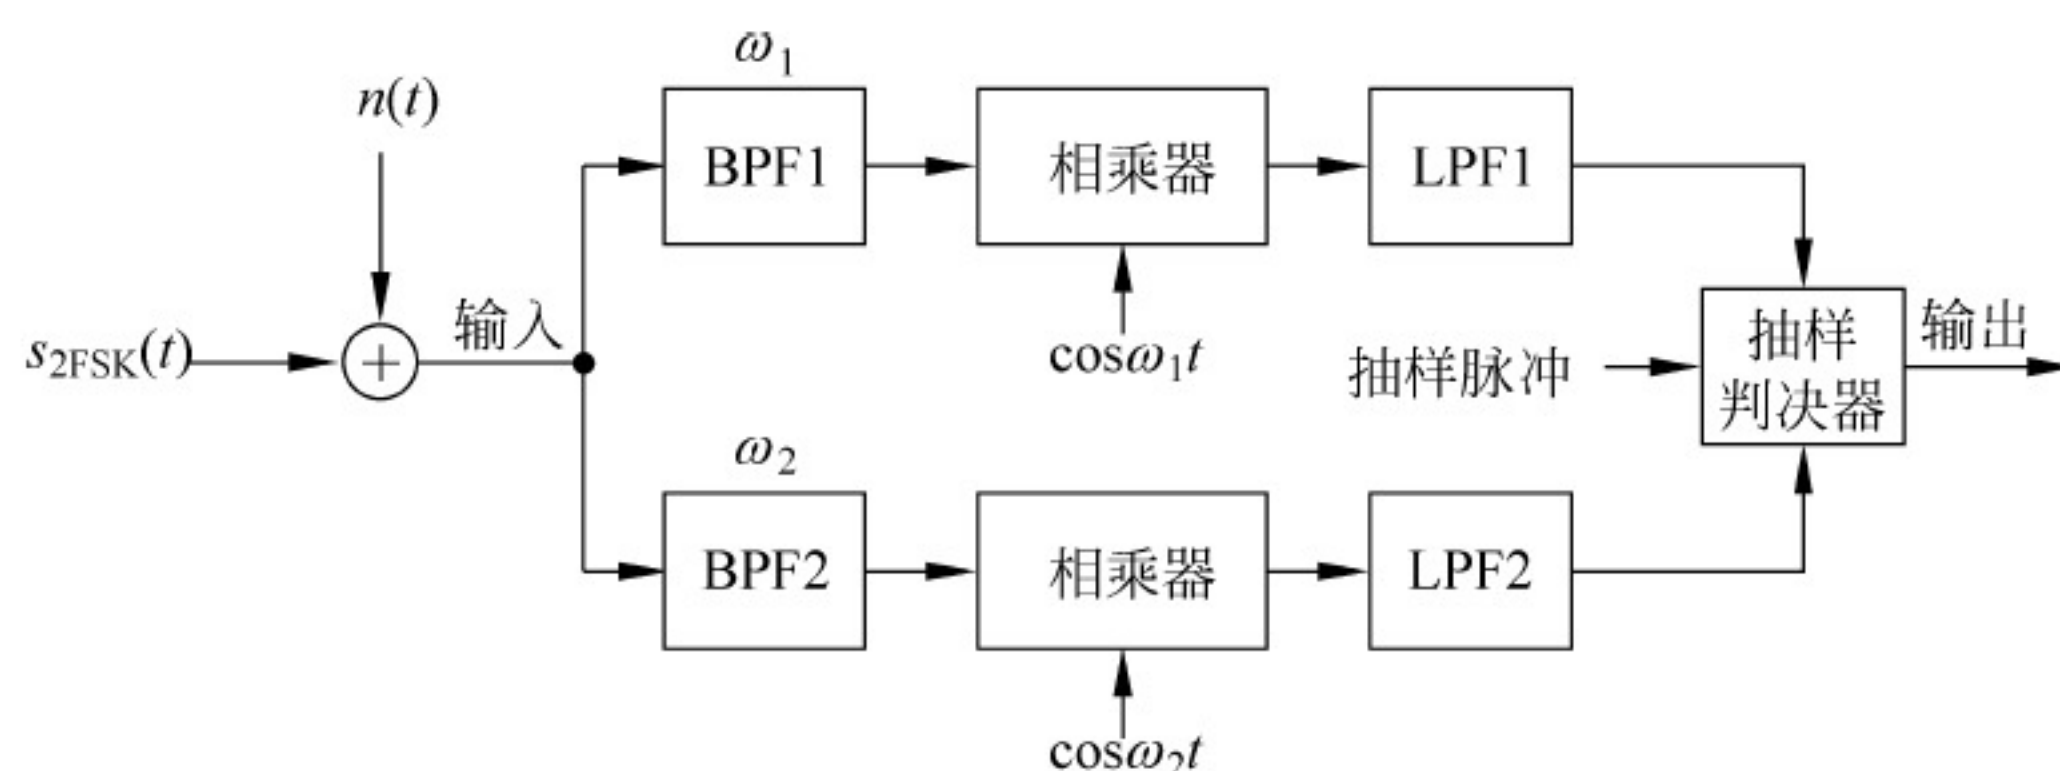 ω₁
n(t)
BPF1
相乘器
LPF1
s₂FSK(t)
+
输入
cosω₁t
抽样脉冲
抽样
判决器
输出
ω₂
BPF2
相乘器
LPF2
cosω₂t